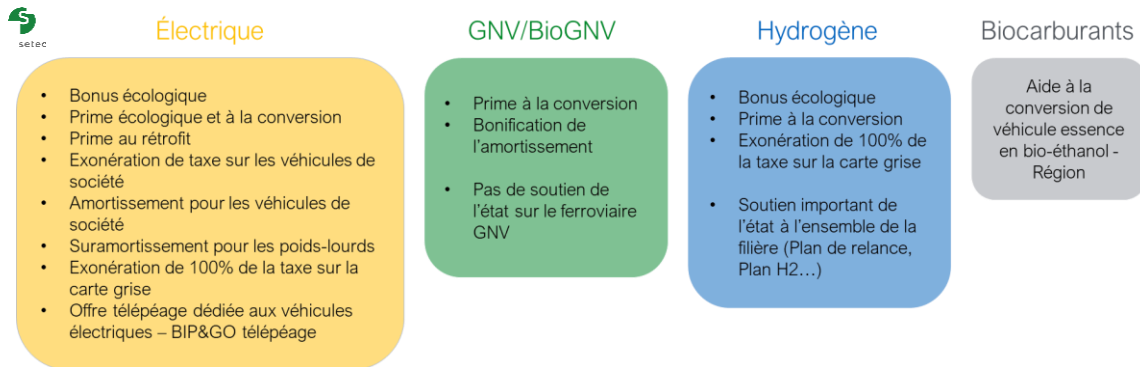 setec
Électrique
• Bonus écologique
• Prime écologique et à la conversion
• Prime au rétrofit
• Exonération de taxe sur les véhicules de
société
• Amortissement pour les véhicules de
société
• Suramortissement pour les poids-lourds
• Exonération de 100% de la taxe sur la
carte grise
• Offre télépéage dédiée aux véhicules
électriques – BIP&GO télépéage
GNV/BioGNV
• Prime à la conversion
• Bonification de
l'amortissement
• Pas de soutien de
l'état sur le ferroviaire
GNV
Hydrogène
• Bonus écologique
• Prime à la conversion
• Exonération de 100% de
la taxe sur la carte grise
• Soutien important de
l'état à l'ensemble de la
filière (Plan de relance,
Plan H2…)
Biocarburants
Aide à la
conversion de
véhicule essence
en bio-éthanol -
Région